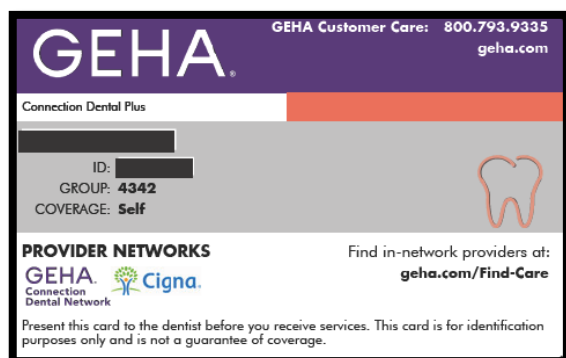 GEHA.
GEHA Customer Care: 800.793.9335
geha.com
Connection Dental Plus
ID:
GROUP: 4342
COVERAGE: Self
PROVIDER NETWORKS
GEHA.
Connection
Dental Network
Cigna.
Find in-network providers at:
geha.com/Find-Care
Present this card to the dentist before you receive services. This card is for identification
purposes only and is not a guarantee of coverage.